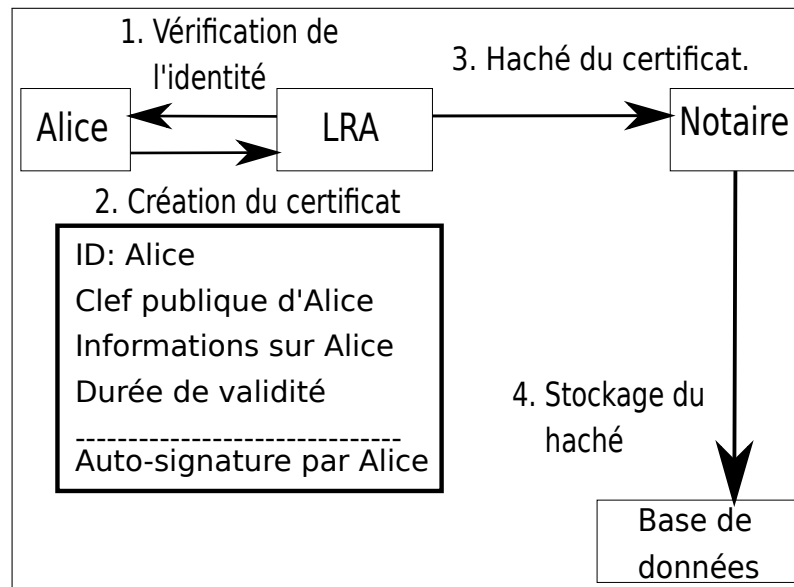 1. Vérification de
l'identité
3. Haché du certificat.
Alice
LRA
Notaire
2. Création du certificat
ID: Alice
Clef publique d'Alice
Informations sur Alice
Durée de validité
-------------------------------
Auto-signature par Alice
4. Stockage du
haché
Base de
données